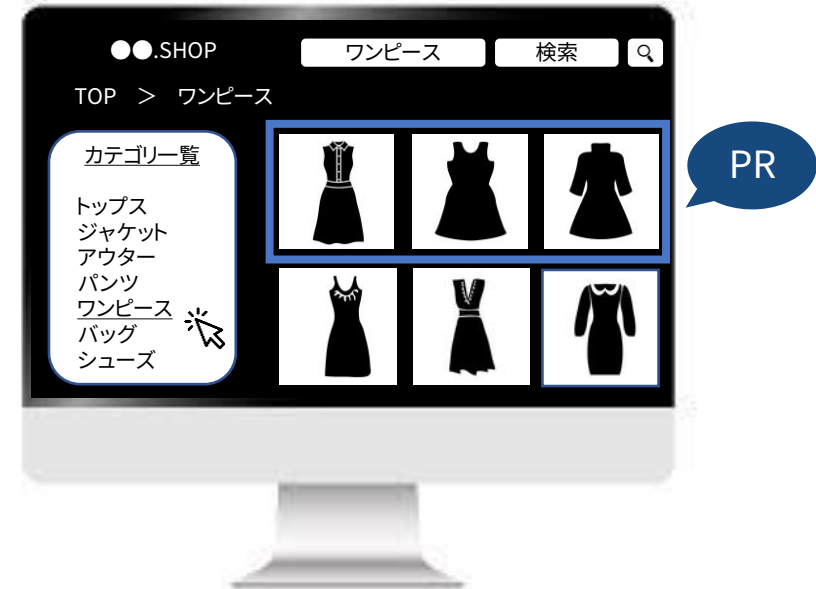 ●●.SHOP
ワンピース
検索
TOP ＞ ワンピース
カテゴリ一覧
トップス
ジャケット
アウター
パンツ
ワンピース
バッグ
シューズ
PR